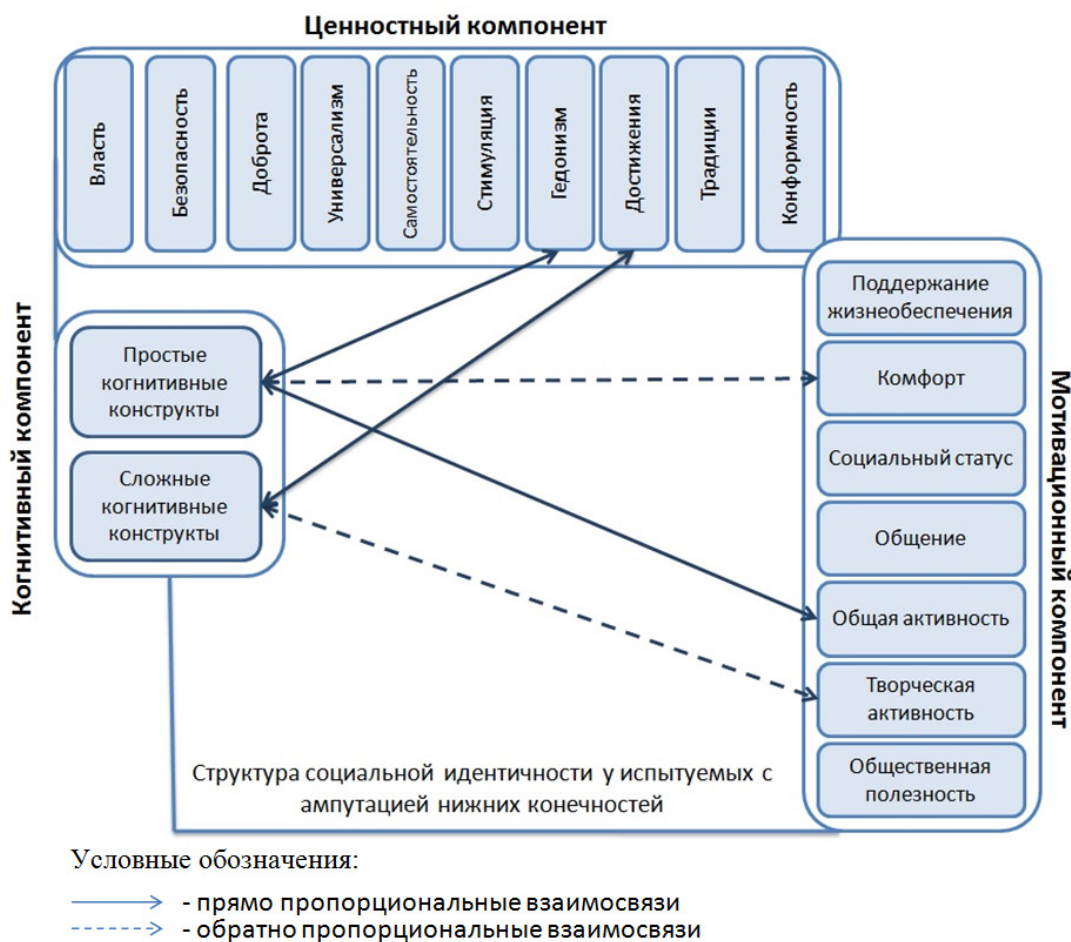 Ценностный компонент
Власть
Безопасность
Доброта
Универсализм
Самостоятельность
Стимуляция
Гедонизм
Достижения
Традиции
Конформность
Когнитивный компонент
Простые
когнитивные
конструкты
Сложные
когнитивные
конструкты
Мотивационный компонент
Поддержание
жизнеобеспечения
Комфорт
Социальный статус
Общение
Общая активность
Творческая
активность
Общественная
полезность
Структура социальной идентичности у испытуемых с
ампутацией нижних конечностей
Условные обозначения:
- прямо пропорциональные взаимосвязи
- обратно пропорциональные взаимосвязи